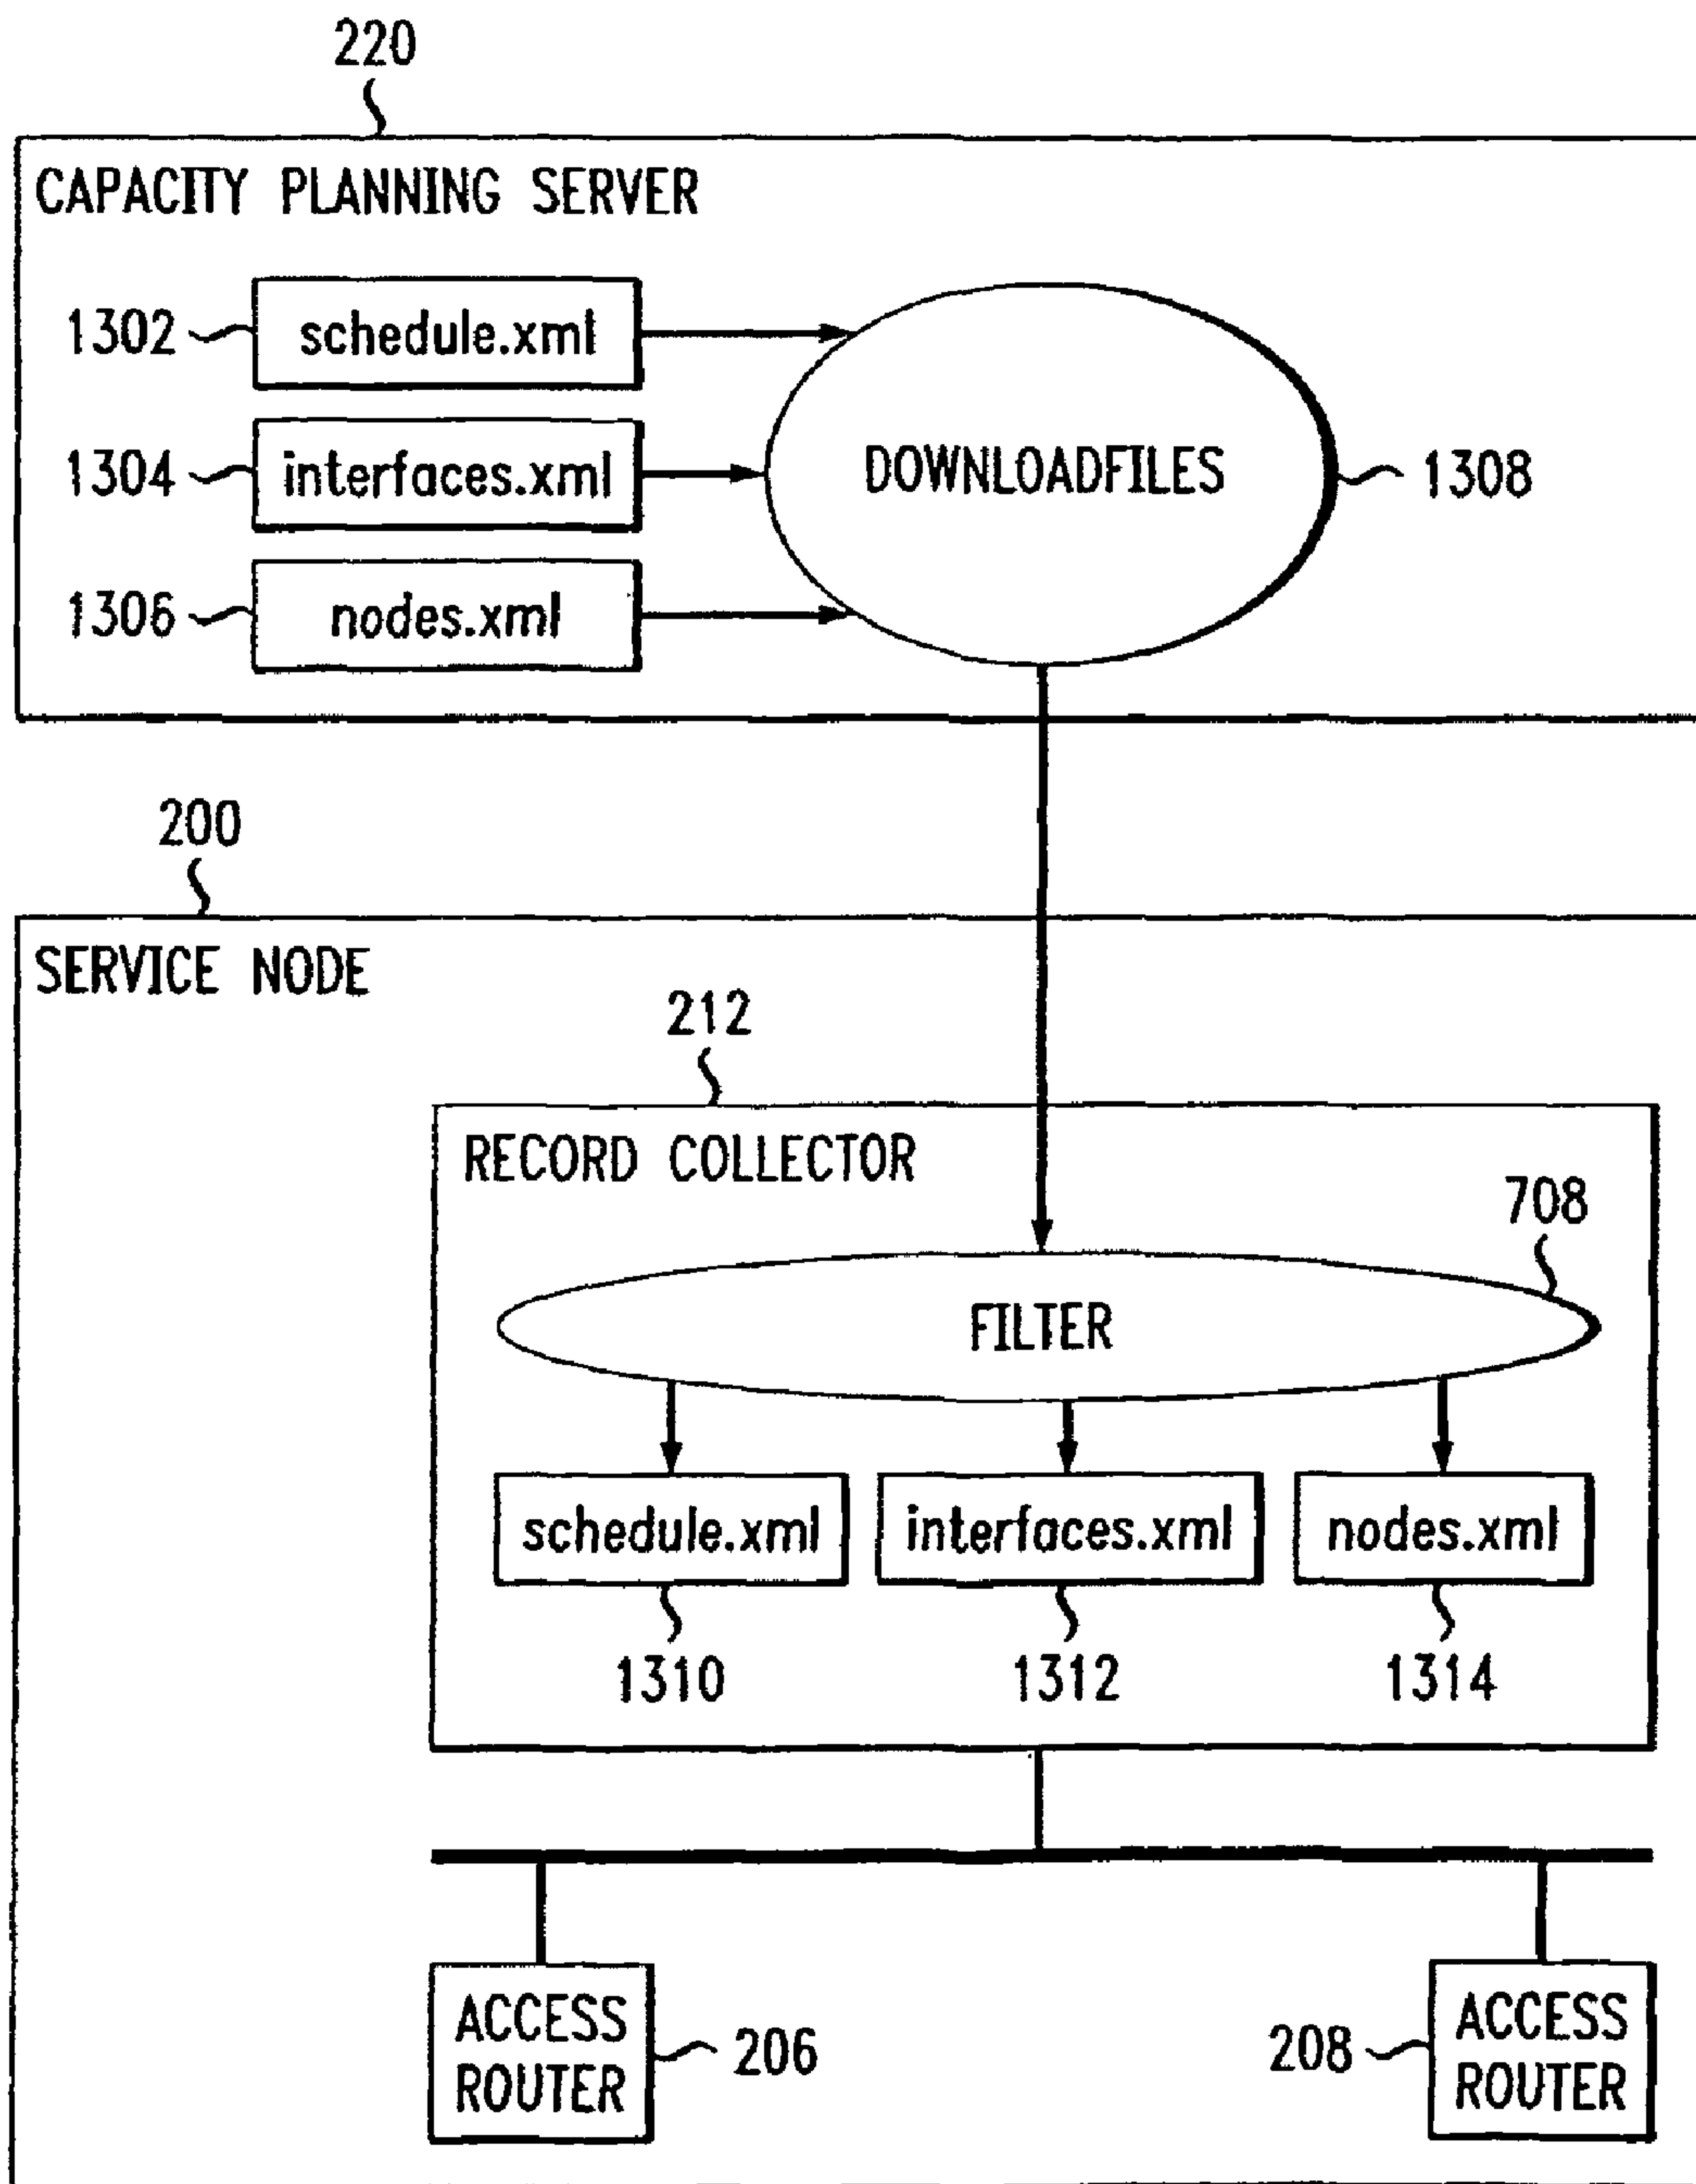 220
CAPACITY PLANNING SERVER
1302
schedule.xml
1304
interfaces.xml
DOWNLOADFILES
1308
1306
nodes.xml
200
SERVICE NODE
212
RECORD COLLECTOR
708
FILTER
schedule.xml
interfaces.xml
nodes.xml
1310
1312
1314
ACCESS
ROUTER
206
208
ACCESS
ROUTER